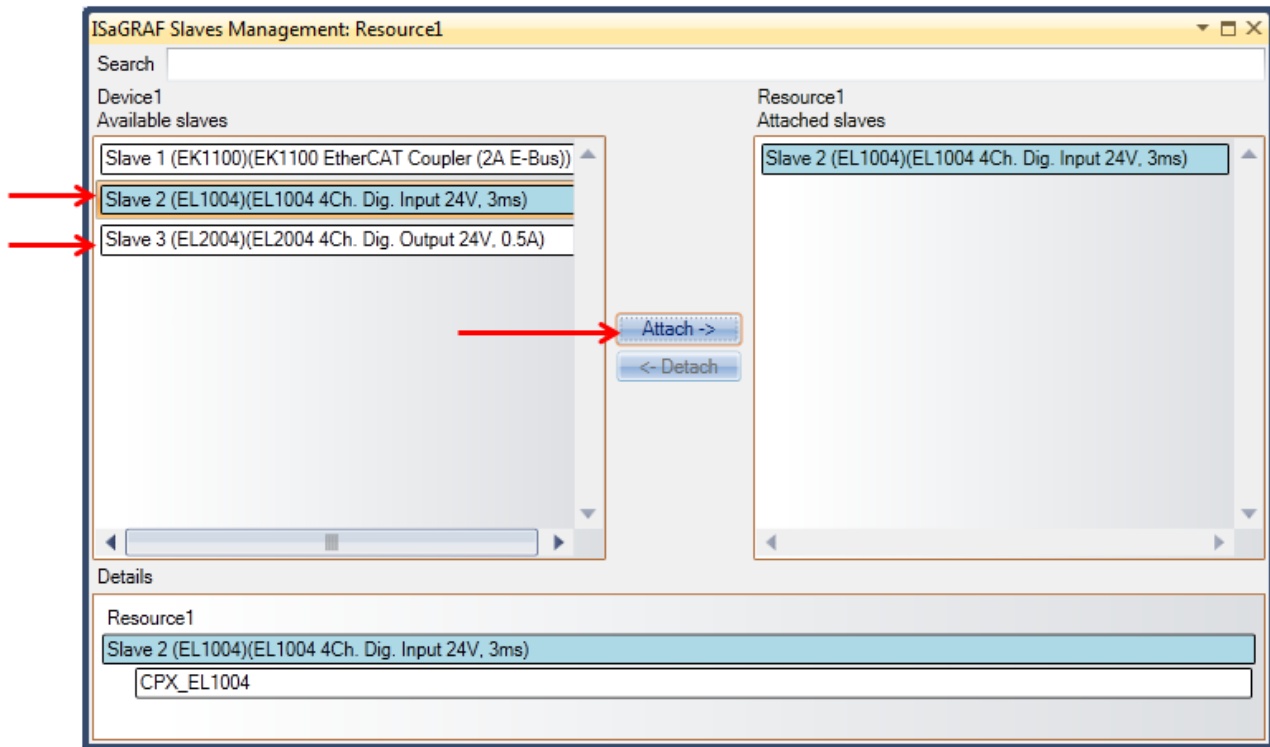 ISaGRAF Slaves Management: Resource1
Search
Device1
Available slaves
Resource1
Attached slaves
Slave 1 (EK1100)(EK1100 EtherCAT Coupler (2A E-Bus))
Slave 2 (EL1004)(EL1004 4Ch. Dig. Input 24V, 3ms)
Slave 3 (EL2004)(EL2004 4Ch. Dig. Output 24V, 0.5A)
Attach ->
<- Detach
Slave 2 (EL1004)(EL1004 4Ch. Dig. Input 24V, 3ms)
Details
Resource1
Slave 2 (EL1004)(EL1004 4Ch. Dig. Input 24V, 3ms)
CPX_EL1004